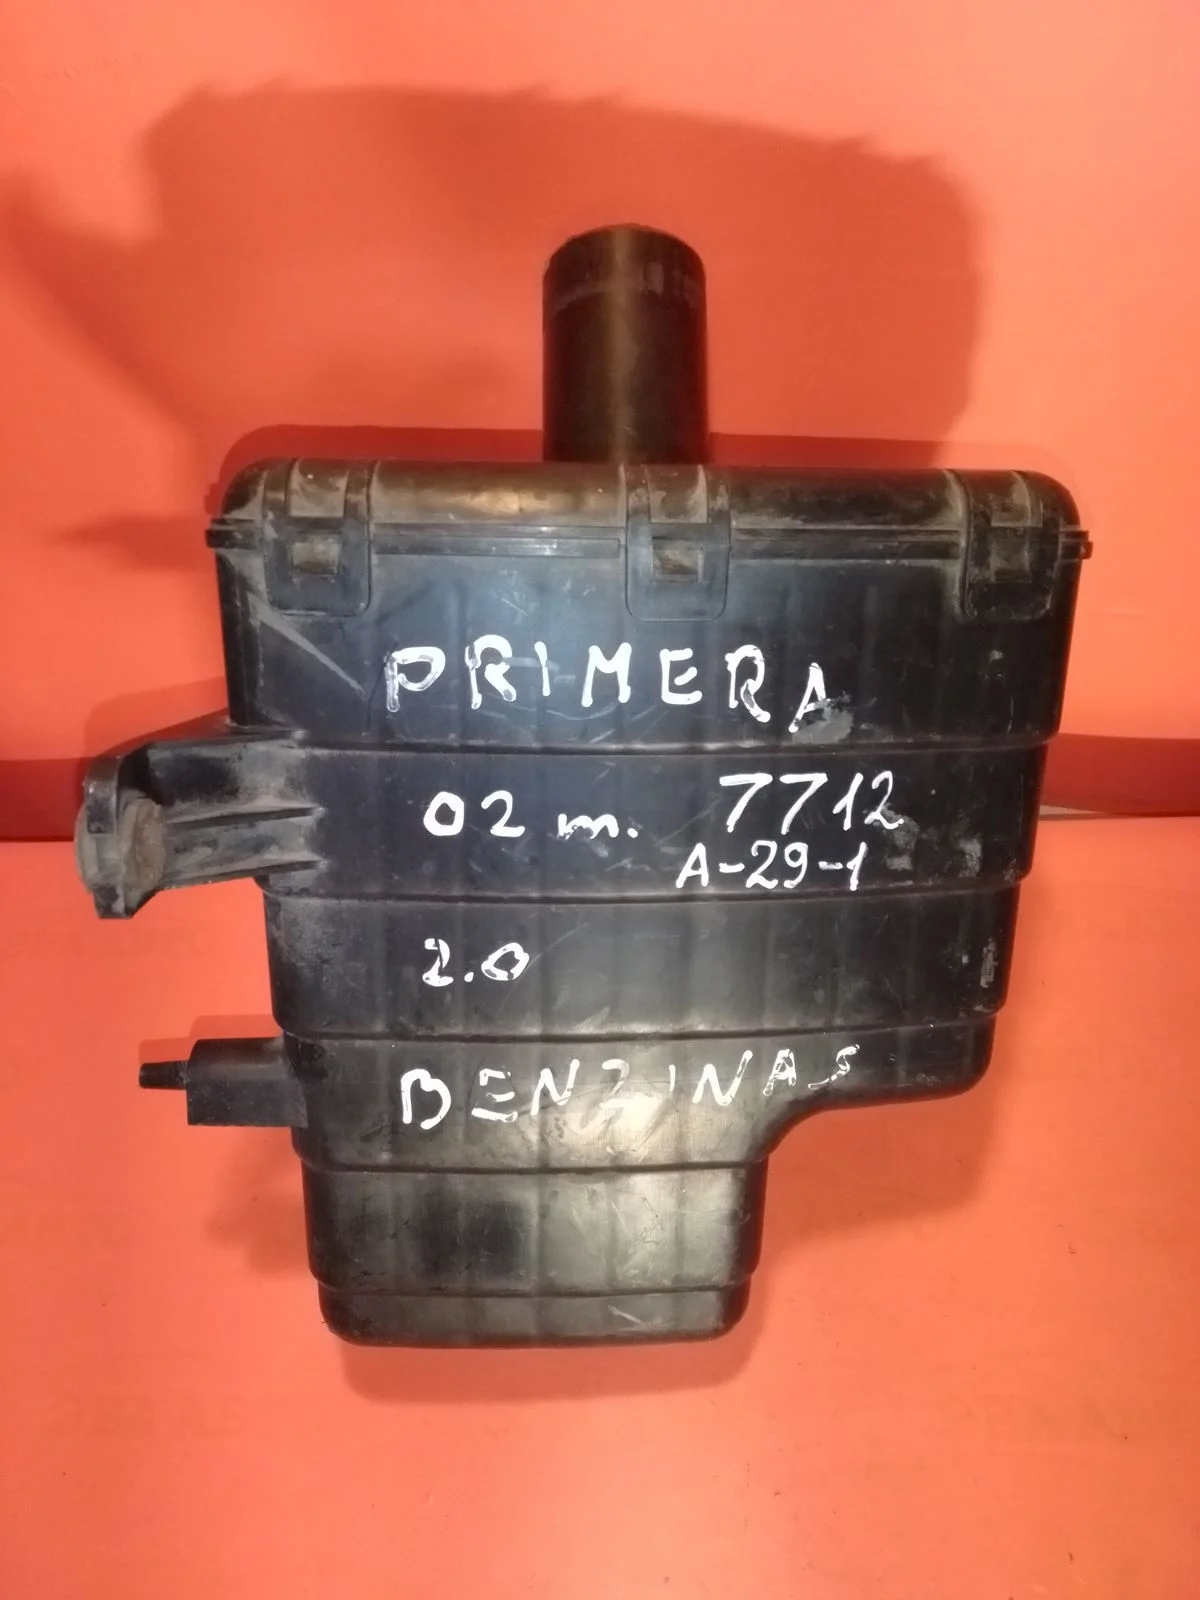 PRIMERA
02 m. 7712
A-29-1
2.0
BENZINAS